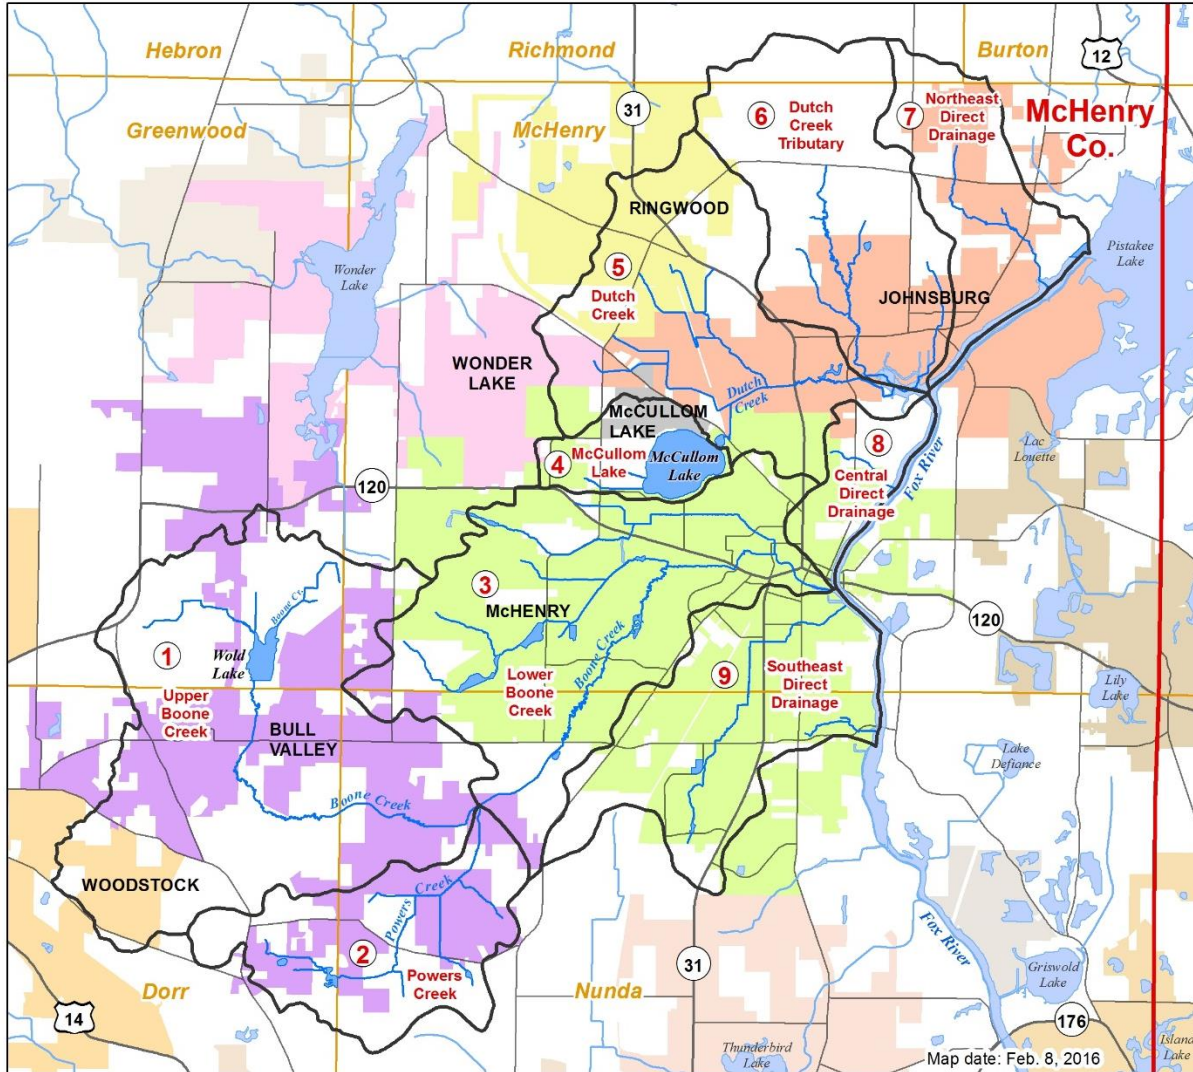 Hebron
Richmond
Burton
12
Greenwood
McHenry
31
6
Dutch
Creek
Tributary
7
Northeast
Direct
Drainage
McHenry
Co.
RINGWOOD
Wonder
Lake
5
Dutch
Creek
JOHNSBURG
Pistakee
Lake
WONDER
LAKE
Dutch
Creek
McCULLOM
LAKE
4
McCullom
Lake
McCullom
Lake
8
Central
Direct
Drainage
Fox River
Lac
Louette
120
3
McHENRY
Boone Cr.
1
Wold
Lake
Upper
Boone
Creek
Lower
Boone
Creek
Boone Creek
9
Southeast
Direct
Drainage
120
Lily
Lake
BULL
VALLEY
Lake
Defiance
Boone Creek
WOODSTOCK
Powers Creek
2
Powers
Creek
Fox River
31
Griswold
Lake
Dorr
Nunda
14
176
Thunderbird
Lake
Island
Lake
Map date: Feb. 8, 2016